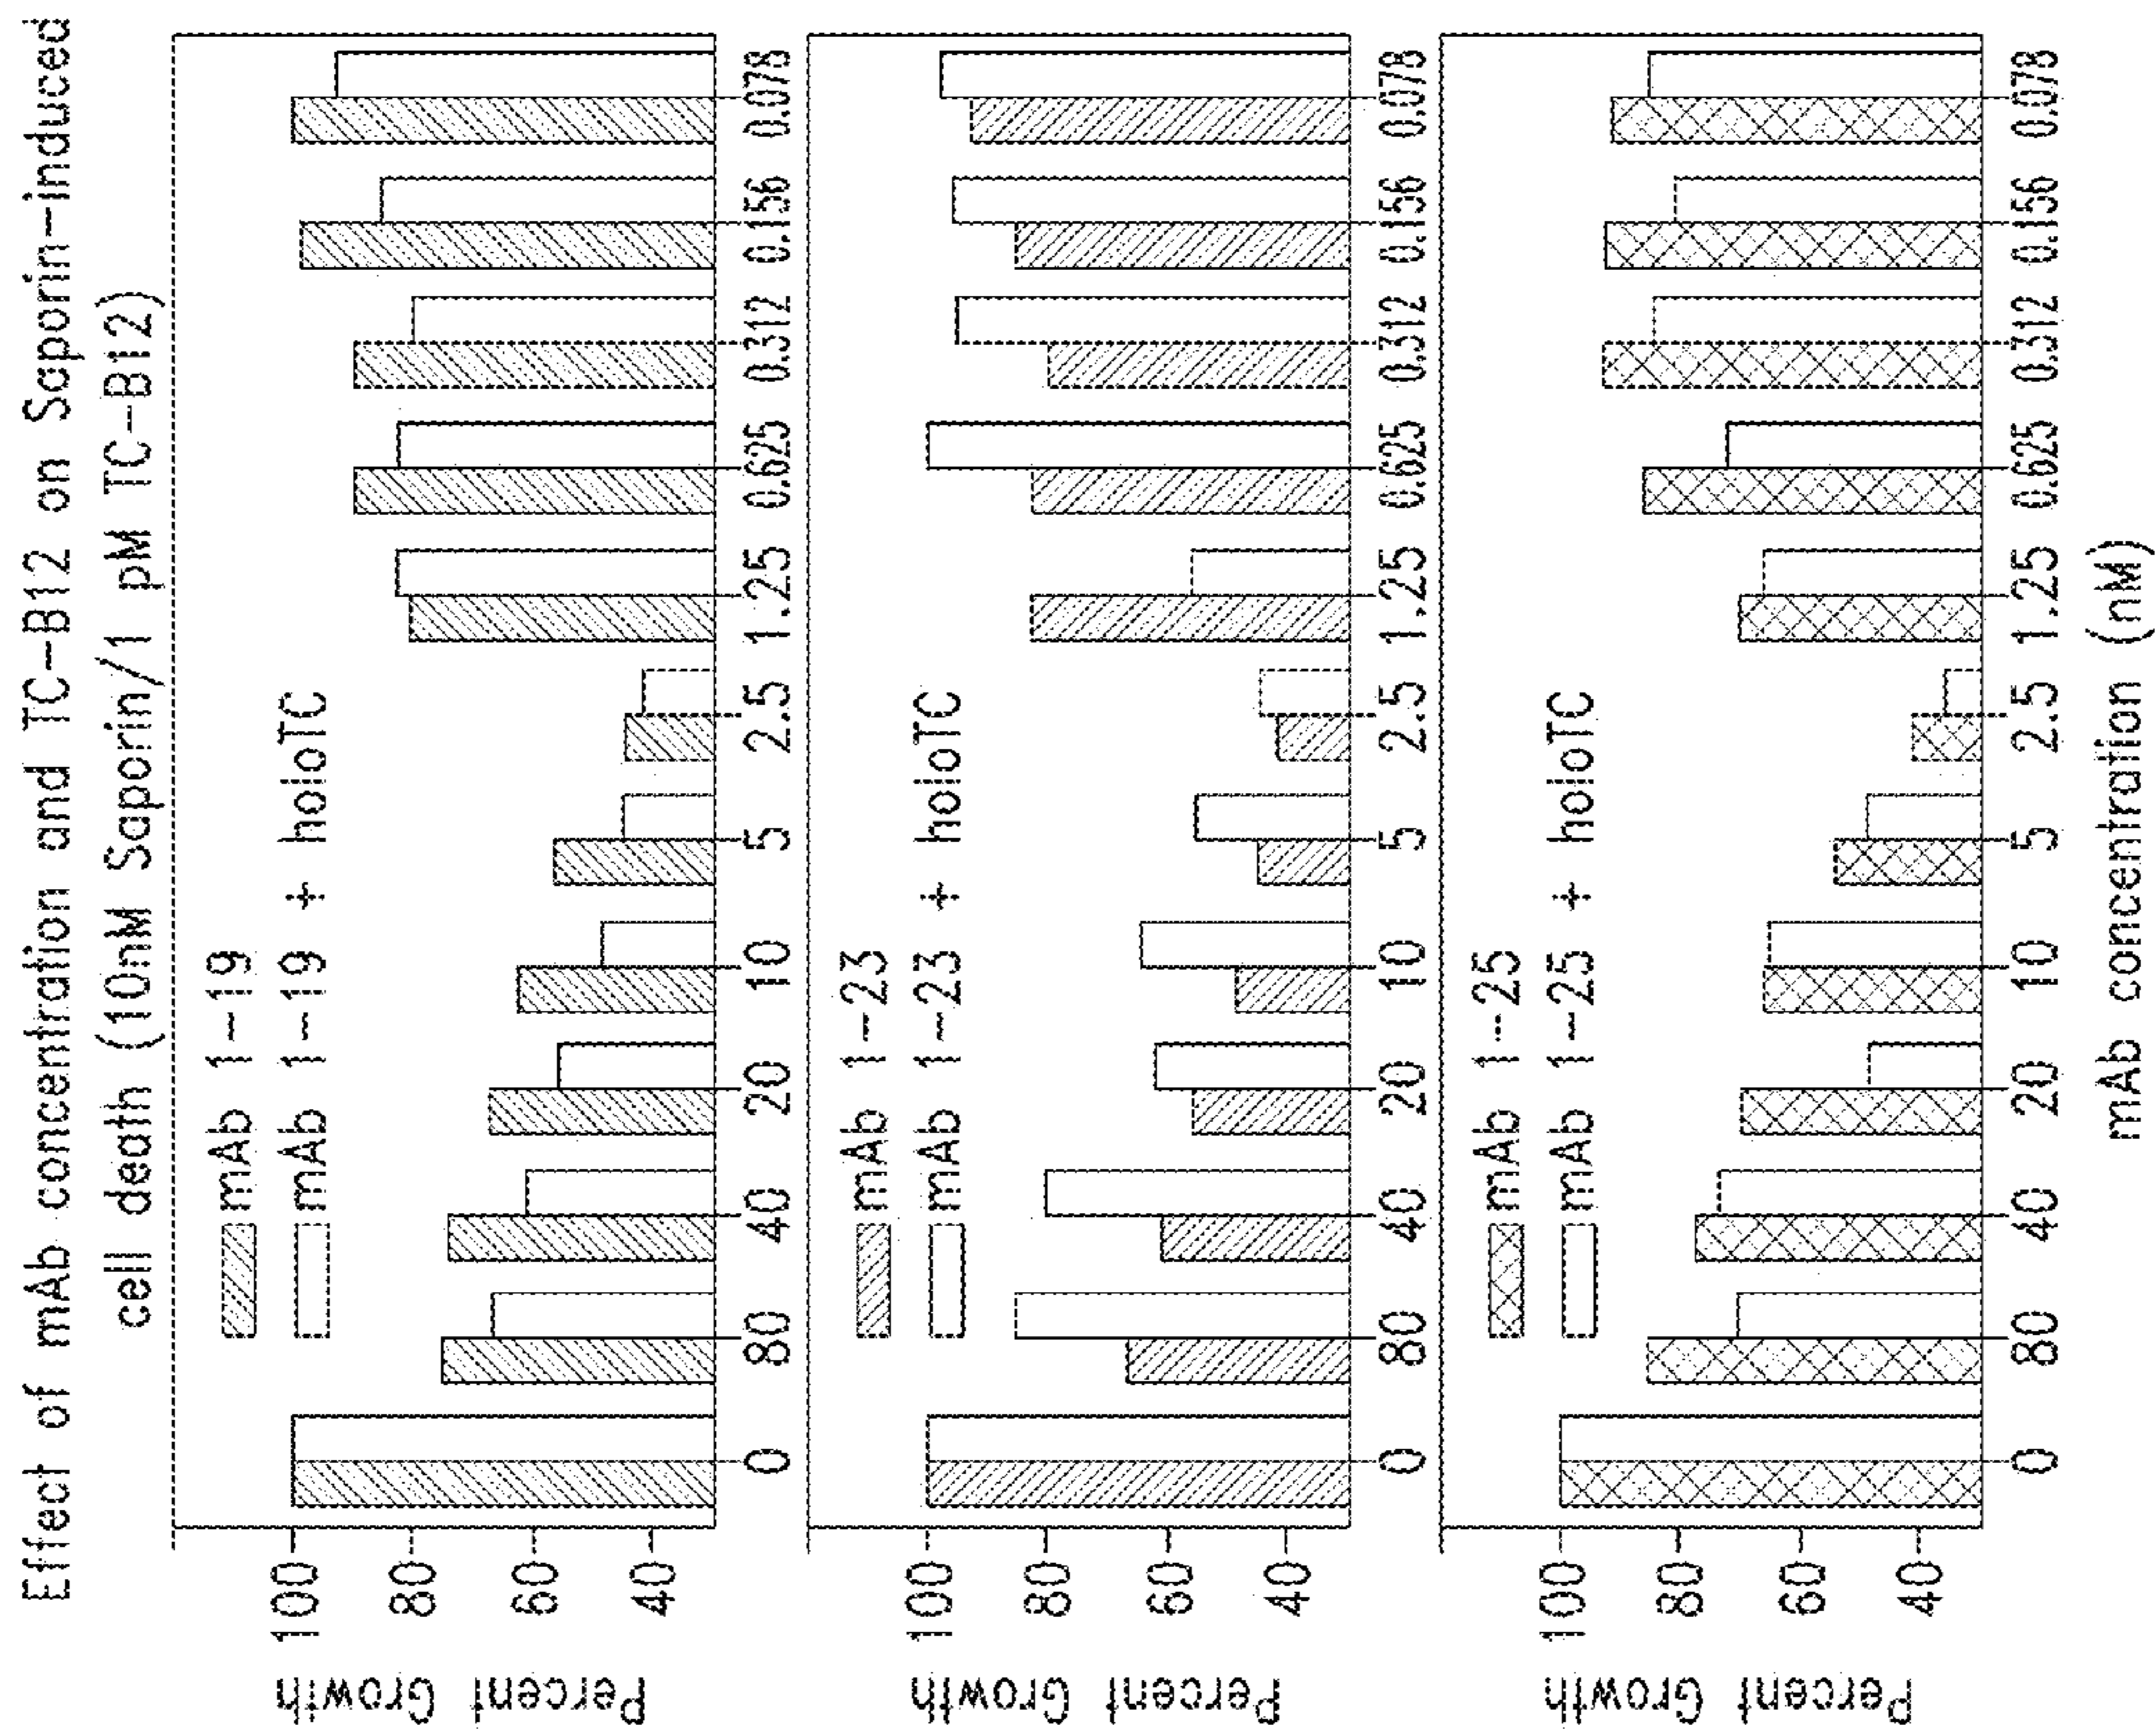 Effect of mAb concentration and TC-B12 on Saporin-induced
cell death (10nM Saporin/1 pM TC-B12)
Percent Growth
100
80
60
40
mAb 1-19
mAb 1-19 + holoTC
0 80 40 20 10 5 2.5 1.25 0.625 0.312 0.156 0.078
Percent Growth
100
80
60
40
mAb 1-23
mAb 1-23 + holoTC
0 80 40 20 10 5 2.5 1.25 0.625 0.312 0.156 0.078
Percent Growth
100
80
60
40
mAb 1-25
mAb 1-25 + holoTC
0 80 40 20 10 5 2.5 1.25 0.625 0.312 0.156 0.078
mAb concentration (nM)